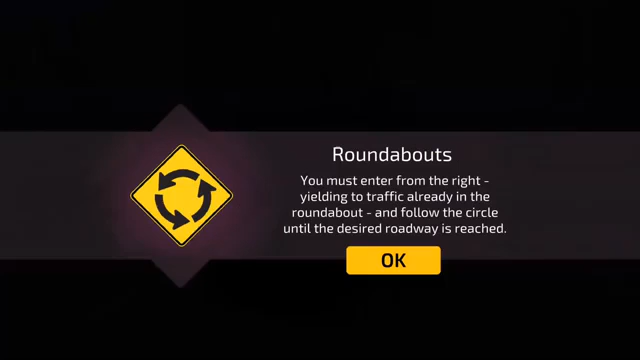 Roundabouts
You must enter from the right -
yielding to traffic already in the
roundabout - and follow the circle
until the desired roadway is reached.
OK